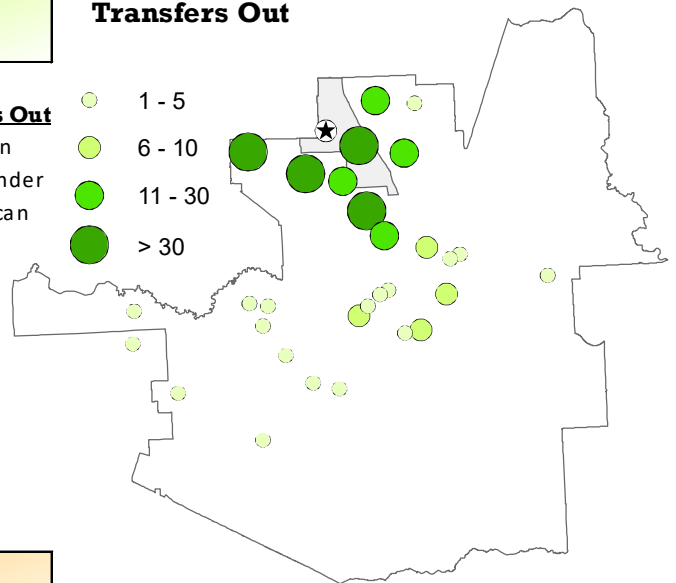 Transfers Out
s Out
n
nder
can
1 - 5
6 - 10
11 - 30
> 30